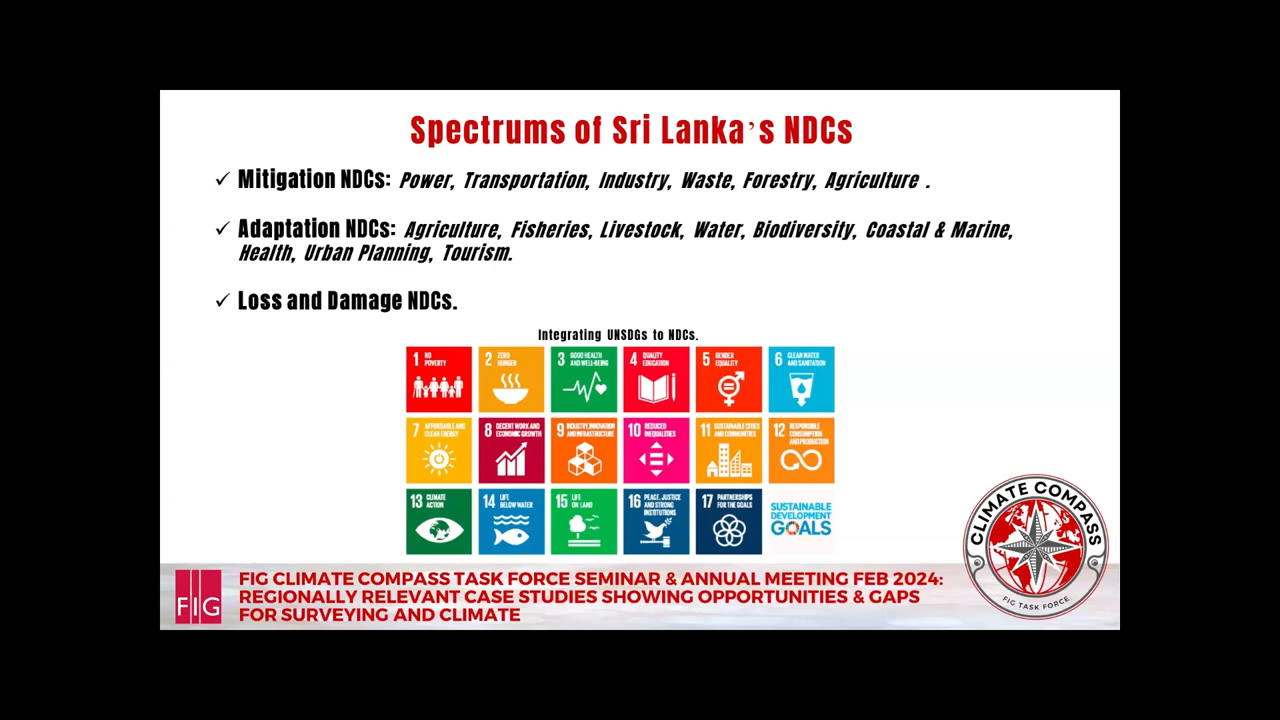 Spectrums of Sri Lanka's NDCs
✓ Mitigation NDCs: Power, Transportation, Industry, Waste, Forestry, Agriculture .
✓ Adaptation NDCs: Agriculture, Fisheries, Livestock, Water, Biodiversity, Coastal & Marine,
Health, Urban Planning, Tourism.
✓ Loss and Damage NDCs.
Integrating UNSDGs to NDCs.
1 NO
POVERTY
2 ZERO
HUNGER
3 GOOD HEALTH
AND WELL-BEING
4 QUALITY
EDUCATION
5 GENDER
EQUALITY
6 CLEAN WATER
AND SANITATION
7 AFFORDABLE AND
CLEAN ENERGY
8 DECENT WORK AND
ECONOMIC GROWTH
9 INDUSTRY, INNOVATION
AND INFRASTRUCTURE
10 REDUCED
INEQUALITIES
11 SUSTAINABLE CITIES
AND COMMUNITIES
12 RESPONSIBLE
CONSUMPTION
AND PRODUCTION
13 CLIMATE
ACTION
14 LIFE
BELOW WATER
15 LIFE
ON LAND
16 PEACE, JUSTICE
AND STRONG
INSTITUTIONS
17 PARTNERSHIPS
FOR THE GOALS
SUSTAINABLE
DEVELOPMENT
GOALS
CLIMATE COMPASS
FIG TASK FORCE
FIG
FIG CLIMATE COMPASS TASK FORCE SEMINAR & ANNUAL MEETING FEB 2024:
REGIONALLY RELEVANT CASE STUDIES SHOWING OPPORTUNITIES & GAPS
FOR SURVEYING AND CLIMATE